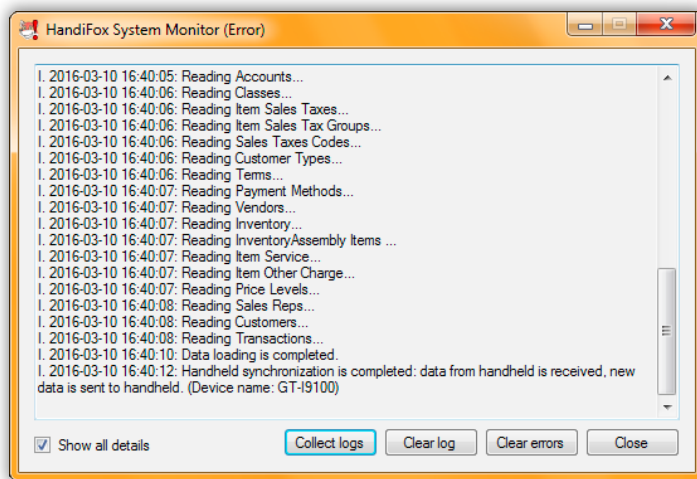 HandiFox System Monitor (Error)
I. 2016-03-10 16:40:05: Reading Accounts...
I. 2016-03-10 16:40:06: Reading Classes...
I. 2016-03-10 16:40:06: Reading Item Sales Taxes...
I. 2016-03-10 16:40:06: Reading Item Sales Tax Groups...
I. 2016-03-10 16:40:06: Reading Sales Taxes Codes...
I. 2016-03-10 16:40:06: Reading Customer Types...
I. 2016-03-10 16:40:06: Reading Terms...
I. 2016-03-10 16:40:07: Reading Payment Methods...
I. 2016-03-10 16:40:07: Reading Vendors...
I. 2016-03-10 16:40:07: Reading Inventory...
I. 2016-03-10 16:40:07: Reading InventoryAssembly Items ...
I. 2016-03-10 16:40:07: Reading Item Service...
I. 2016-03-10 16:40:07: Reading Item Other Charge...
I. 2016-03-10 16:40:07: Reading Price Levels...
I. 2016-03-10 16:40:08: Reading Sales Reps...
I. 2016-03-10 16:40:08: Reading Customers...
I. 2016-03-10 16:40:08: Reading Transactions...
I. 2016-03-10 16:40:10: Data loading is completed.
I. 2016-03-10 16:40:12: Handheld synchronization is completed: data from handheld is received, new
data is sent to handheld. (Device name: GT-I9100)
Show all details
Collect logs
Clear log
Clear errors
Close